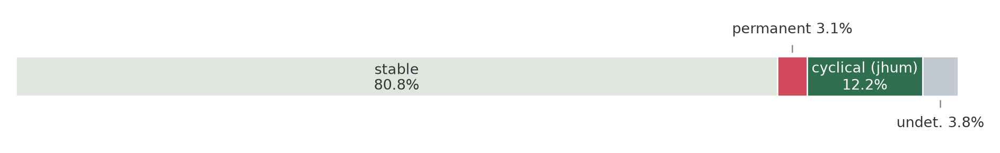 permanent 3.1%
stable
80.8%
cyclical (jhum)
12.2%
undet. 3.8%